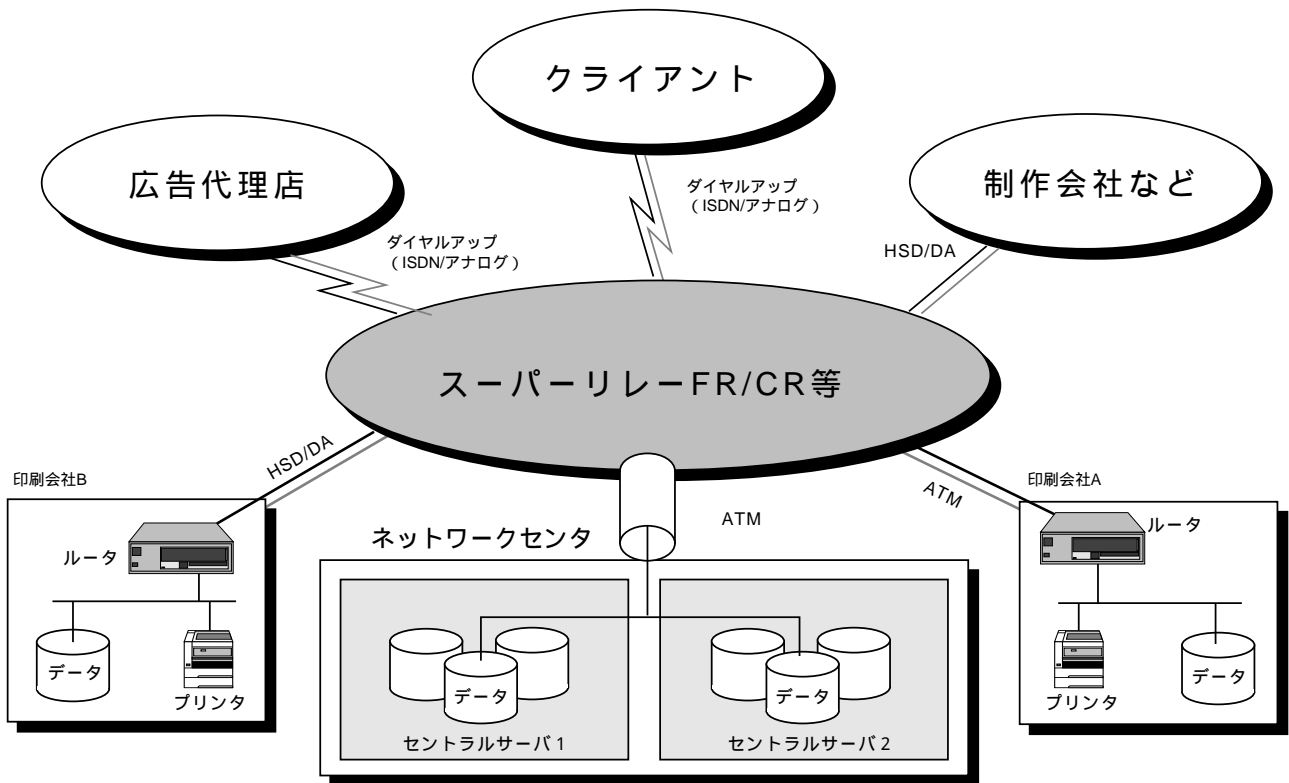 クライアント
広告代理店
制作会社など
ダイヤルアップ
（ISDN/アナログ）
ダイヤルアップ
（ISDN/アナログ）
HSD/DA
スーパーリレーFR/CR等
HSD/DA
ATM
ATM
印刷会社B
ルータ
データ
プリンタ
ネットワークセンタ
データ
セントラルサーバ1
データ
セントラルサーバ2
印刷会社A
ルータ
プリンタ
データ